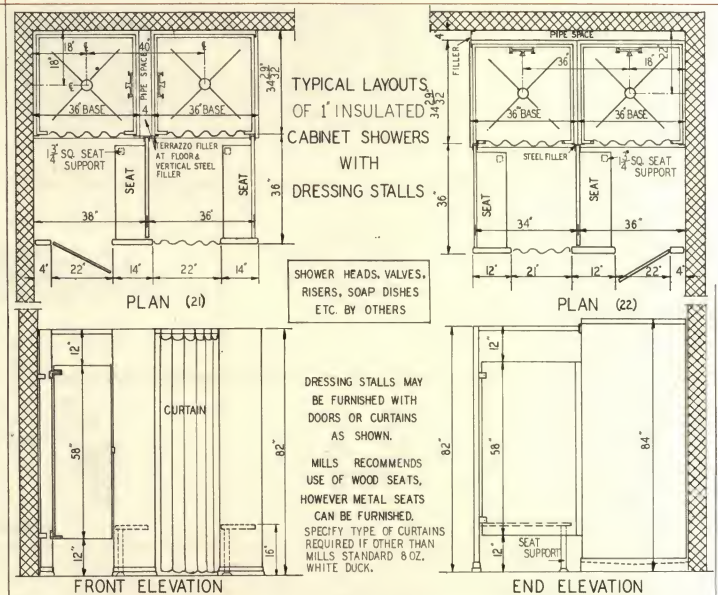 18"
40"
18"
PIPE SPACE
4
36" BASE
36" BASE
34 29/32
1 3/4" SQ. SEAT
SUPPORT
SEAT
TERRAZZO FILLER
AT FLOOR &
VERTICAL STEEL
FILLER
SEAT
36"
38"
36"
4"
22"
14"
22"
14"
PLAN (21)
TYPICAL LAYOUTS
OF 1" INSULATED
CABINET SHOWERS
WITH
DRESSING STALLS
SHOWER HEADS, VALVES,
RISERS, SOAP DISHES
ETC. BY OTHERS
4"
FILLER
PIPE SPACE
36"
18"
22"
34 29/32
36" BASE
36" BASE
STEEL FILLER
1 3/4" SQ. SEAT
SUPPORT
SEAT
SEAT
36"
34"
36"
12"
21"
12"
22"
4"
PLAN (22)
12"
58"
12"
CURTAIN
82"
16"
FRONT ELEVATION
DRESSING STALLS MAY
BE FURNISHED WITH
DOORS OR CURTAINS
AS SHOWN.
MILLS RECOMMENDS
USE OF WOOD SEATS,
HOWEVER METAL SEATS
CAN BE FURNISHED.
SPECIFY TYPE OF CURTAINS
REQUIRED IF OTHER THAN
MILLS STANDARD 8 OZ.
WHITE DUCK.
12"
82"
58"
84"
12"
SEAT
SUPPORT
END ELEVATION